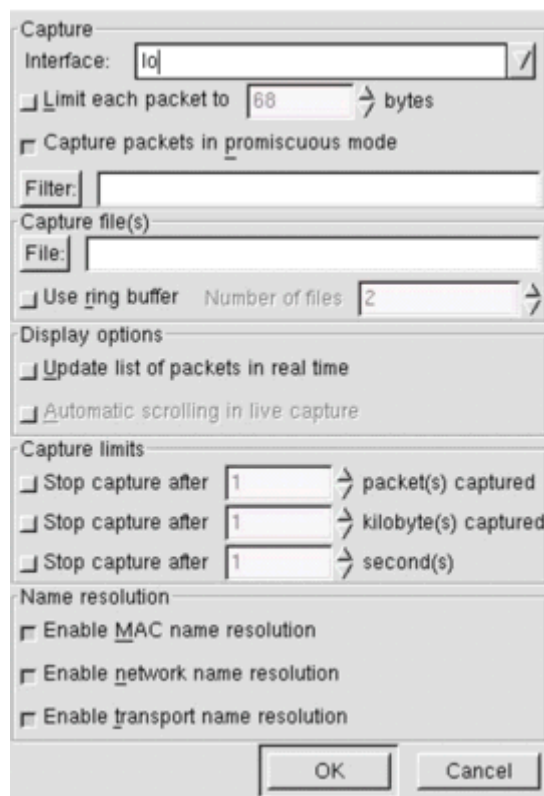 Capture
Interface: lo
Limit each packet to 68 bytes
Capture packets in promiscuous mode
Filter:
Capture file(s)
File:
Use ring buffer Number of files 2
Display options
Update list of packets in real time
Automatic scrolling in live capture
Capture limits
Stop capture after 1 packet(s) captured
Stop capture after 1 kilobyte(s) captured
Stop capture after 1 second(s)
Name resolution
Enable MAC name resolution
Enable network name resolution
Enable transport name resolution
OK Cancel